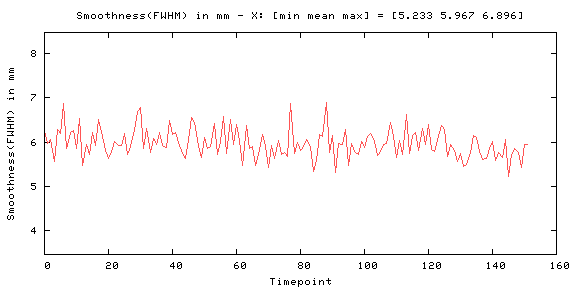 Smoothness(FWHM) in mm - X: [min mean max] = [5.233 5.967 6.896]
Smoothness(FWHM) in mm
8
7
6
5
4
0 20 40 60 80 100 120 140 160
Timepoint